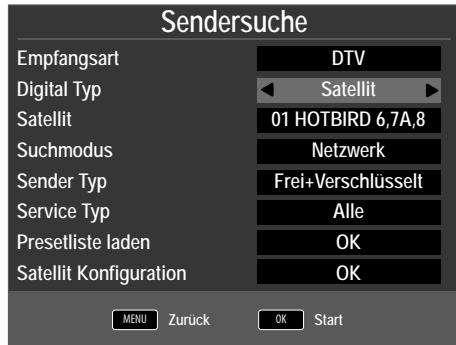 Sendersuche
Empfangsart DTV
Digital Typ Satellit
Satellit 01 HOTBIRD 6,7A,8
Suchmodus Netzwerk
Sender Typ Frei+Verschlüsselt
Service Typ Alle
Presetliste laden OK
Satellit Konfiguration OK
MENU Zurück OK Start